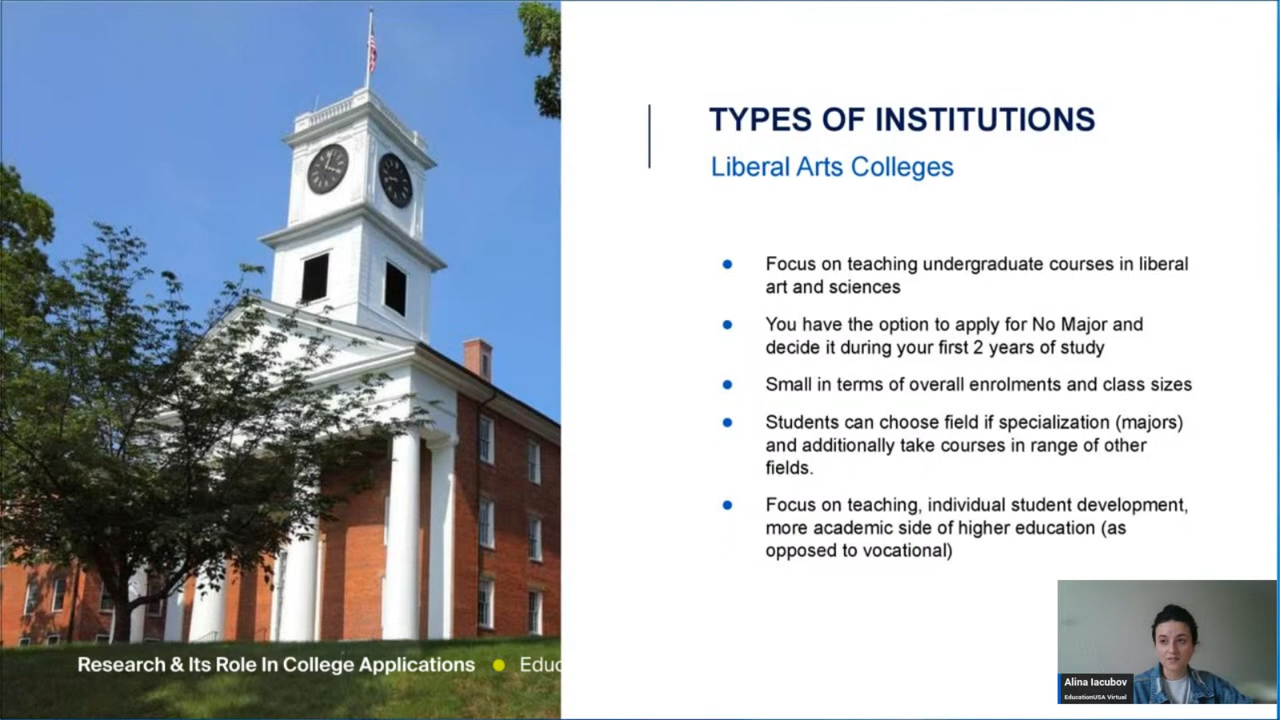 TYPES OF INSTITUTIONS
Liberal Arts Colleges
● Focus on teaching undergraduate courses in liberal
art and sciences
● You have the option to apply for No Major and
decide it during your first 2 years of study
● Small in terms of overall enrolments and class sizes
● Students can choose field if specialization (majors)
and additionally take courses in range of other
fields.
● Focus on teaching, individual student development,
more academic side of higher education (as
opposed to vocational)
Research & Its Role In College Applications ● Educ
Alina Iacubov
EducationUSA Virtual